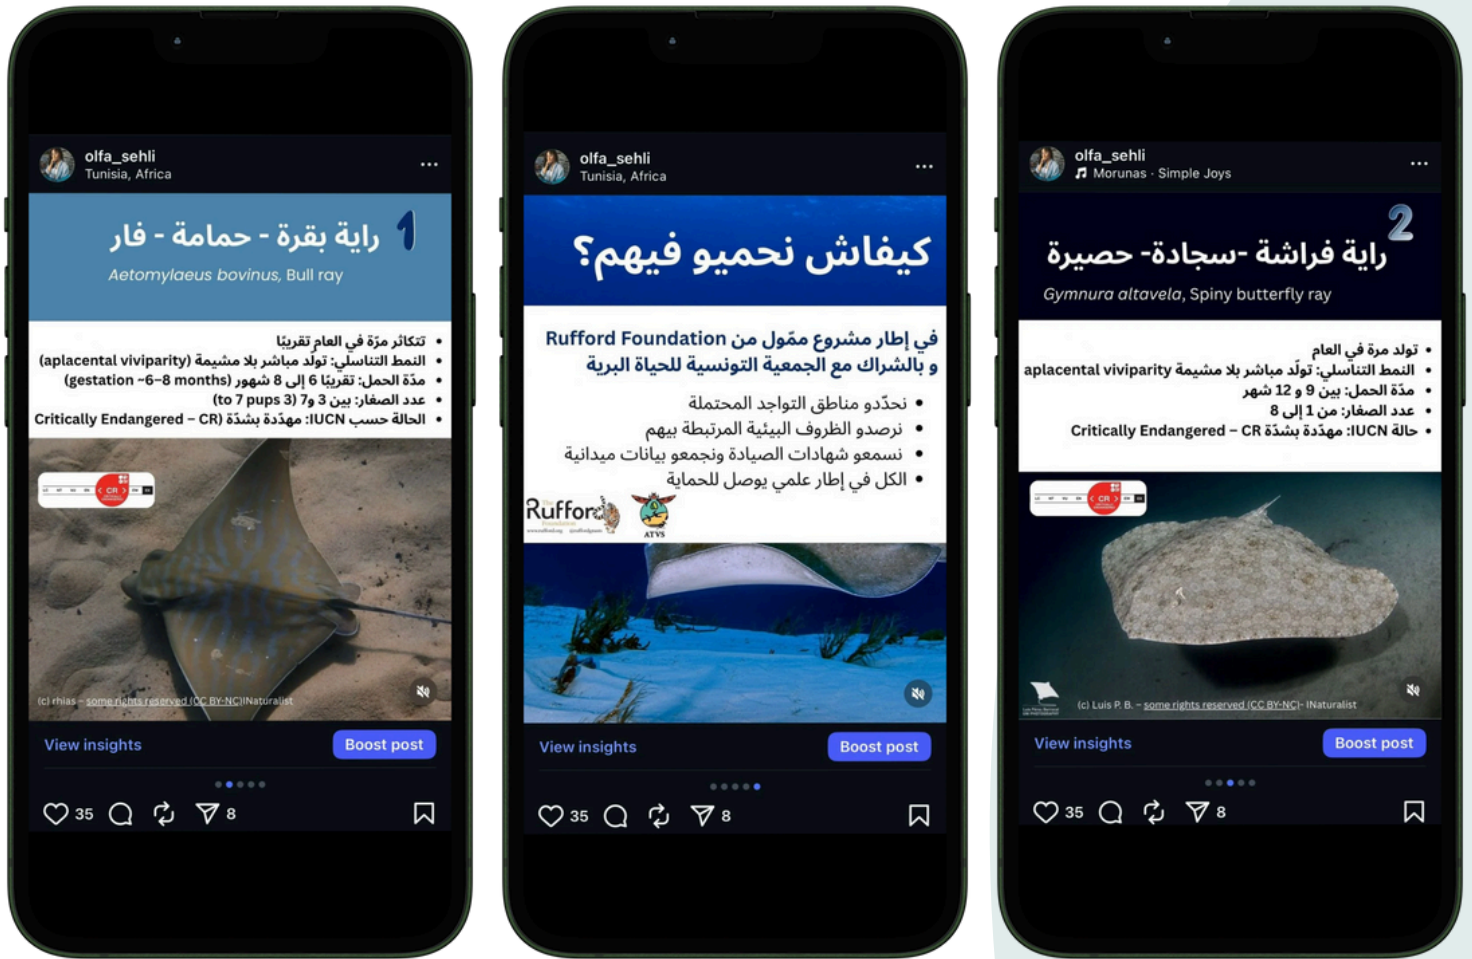 olfa_sehli
Tunisia, Africa
1
راية بقرة - حمامة - فار
Aetomylaeus bovinus, Bull ray
• تتكاثر مرّة في العام تقريبًا
• النمط التناسلي: تولّد مباشر بلا مشيمة (aplacental viviparity)
• مدّة الحمل: تقريبًا 6 إلى 8 شهور (gestation ~6–8 months)
• عدد الصغار: بين 3 و7 (3 to 7 pups)
• الحالة حسب IUCN: مهدّدة بشدّة (Critically Endangered – CR
CR
(c) rhias – some rights reserved (CC BY-NC)INaturalist
View insights
Boost post
35
8
olfa_sehli
Tunisia, Africa
كيفاش نحميو فيهم؟
في إطار مشروع ممّول من Rufford Foundation
و بالشراك مع الجمعية التونسية للحياة البرية
• نحدّدو مناطق التواجد المحتملة
• نرصدو الظروف البيئية المرتبطة بيهم
• نسمعو شهادات الصيادة ونجمعو بيانات ميدانية
• الكل في إطار علمي يوصل للحماية
The
Rufford
Foundation
ATVS
View insights
Boost post
35
8
olfa_sehli
Morunas · Simple Joys
2
راية فراشة -سجادة- حصيرة
Gymnura altavela, Spiny butterfly ray
• تولد مرة في العام
• النمط التناسلي: تولّد مباشر بلا مشيمة aplacental viviparity
• مدّة الحمل: بين 9 و 12 شهر
• عدد الصغار: من 1 إلى 8
• حالة IUCN: مهدّدة بشدّة Critically Endangered – CR
CR
(c) Luis P. B. – some rights reserved (CC BY-NC)- INaturalist
View insights
Boost post
35
8